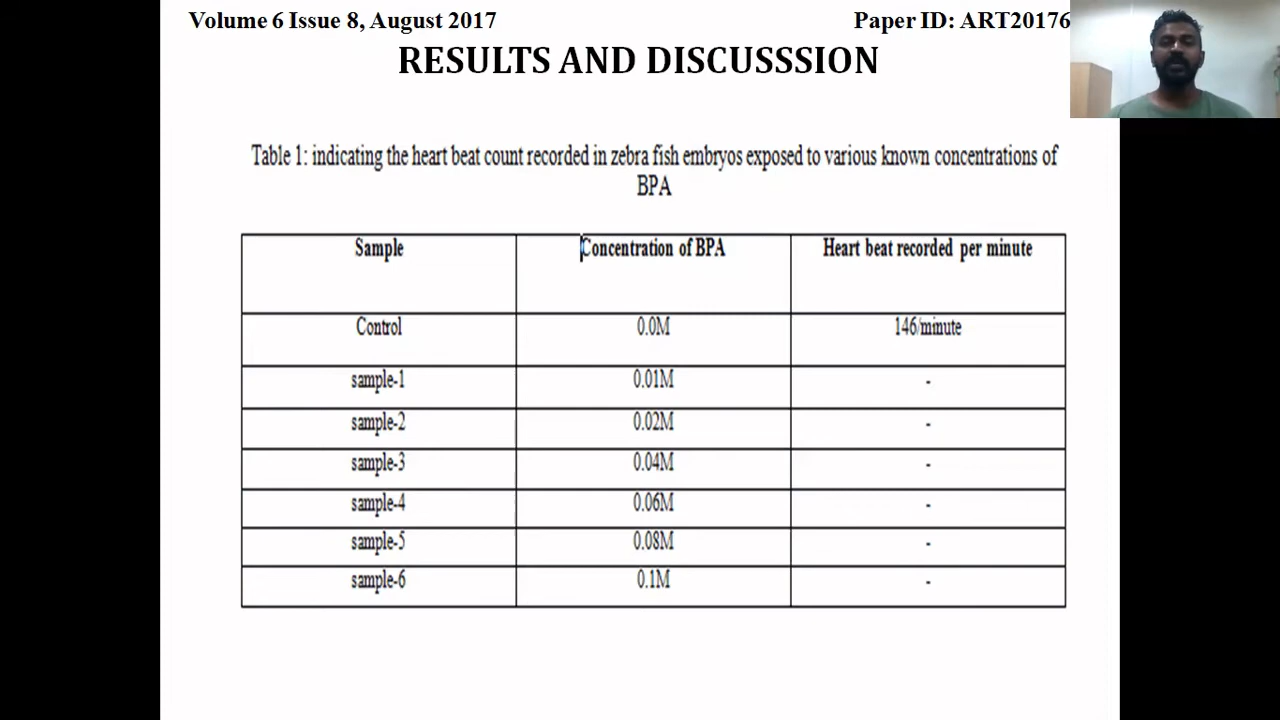 Volume 6 Issue 8, August 2017 Paper ID: ART20176
RESULTS AND DISCUSSSION
Table 1: indicating the heart beat count recorded in zebra fish embryos exposed to various known concentrations of
BPA
Sample Concentration of BPA Heart beat recorded per minute
Control 0.0M 146/minute
sample-1 0.01M -
sample-2 0.02M -
sample-3 0.04M -
sample-4 0.06M -
sample-5 0.08M -
sample-6 0.1M -